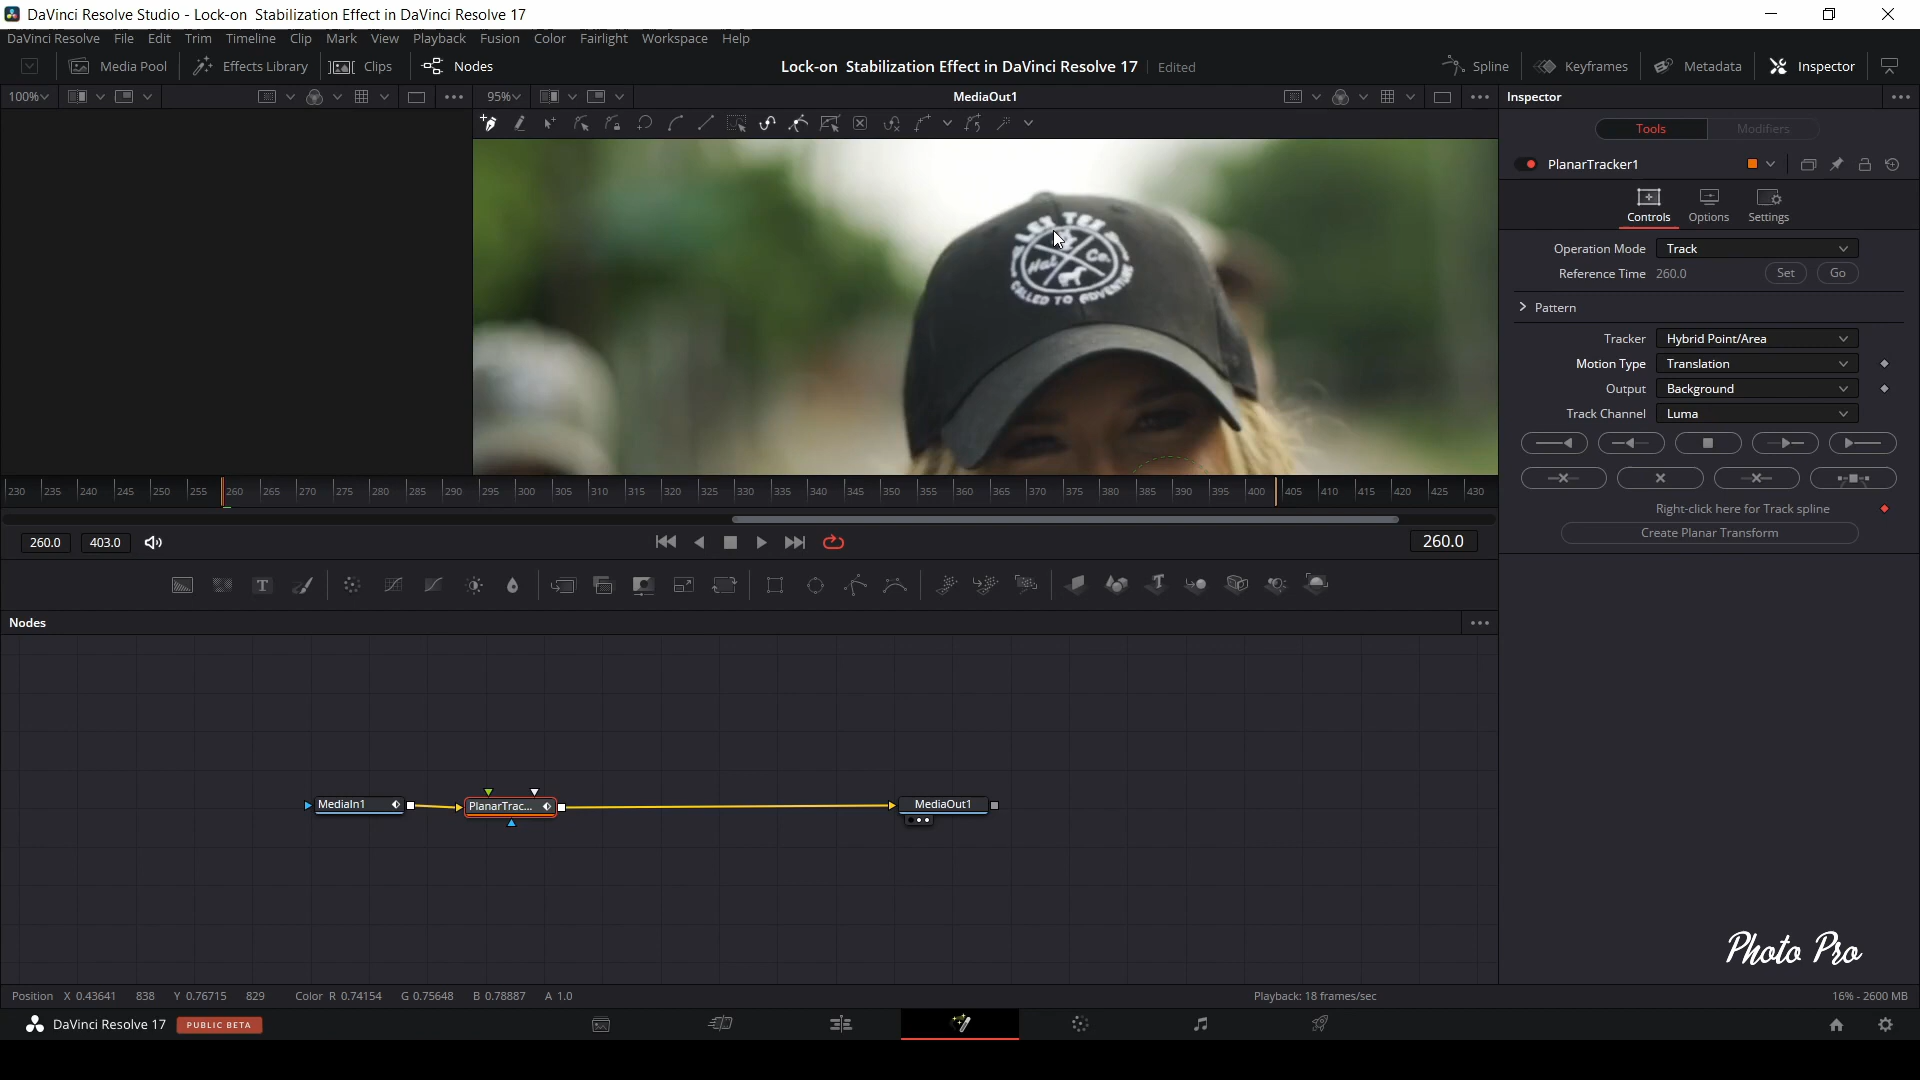 DaVinci Resolve Studio - Lock-on  Stabilization Effect in DaVinci Resolve 17
DaVinci Resolve File Edit Trim Timeline Clip Mark View Playback Fusion Color Fairlight Workspace Help
Media Pool Effects Library Clips Nodes Lock-on  Stabilization Effect in DaVinci Resolve 17 Edited Spline Keyframes Metadata Inspector
100% 95% MediaOut1 Inspector
Tools Modifiers
PlanarTracker1
Controls Options Settings
Operation Mode Track
Reference Time 260.0 Set Go
Pattern
Tracker Hybrid Point/Area
Motion Type Translation
Output Background
Track Channel Luma
Right-click here for Track spline
Create Planar Transform
LEX TEX
Hat Co.
CALLED TO ADVENTURE
230 235 240 245 250 255 260 265 270 275 280 285 290 295 300 305 310 315 320 325 330 335 340 345 350 355 360 365 370 375 380 385 390 395 400 405 410 415 420 425 430
260.0 403.0 260.0
Nodes
MediaIn1 PlanarTrac... MediaOut1
Photo Pro
Position X 0.43641 838 Y 0.76715 829 Color R 0.74154 G 0.75648 B 0.78887 A 1.0 Playback: 18 frames/sec 16% - 2600 MB
DaVinci Resolve 17 PUBLIC BETA